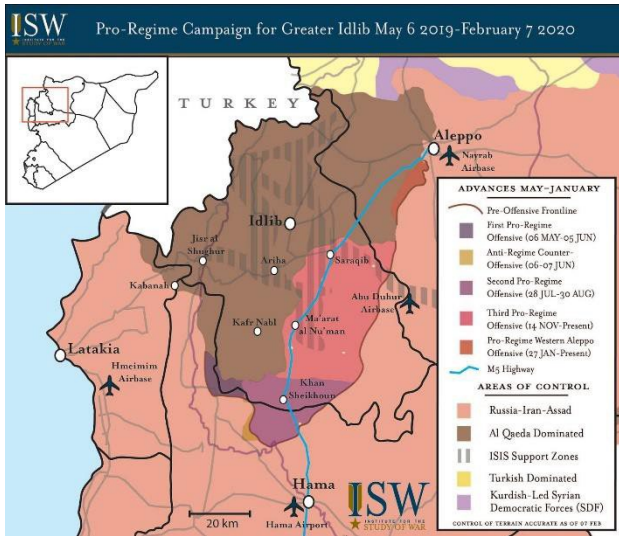 ISW
INSTITUTE FOR THE
STUDY OF WAR
Pro-Regime Campaign for Greater Idlib May 6 2019-February 7 2020
TURKEY
Aleppo
Nayrab
Airbase
Idlib
Jisr al
Shughur
Ariha
Saraqib
Kabanah
Abu Duhur
Airbase
Kafr Nabl
Ma'arat
al Nu'man
Latakia
Hmeimim
Airbase
Khan
Sheikhoun
Hama
Hama Airport
20 km
ISW
INSTITUTE FOR THE
STUDY OF WAR
ADVANCES MAY-JANUARY
Pre-Offensive Frontline
First Pro-Regime
Offensive (06 MAY-05 JUN)
Anti-Regime Counter-
Offensive (06-07 JUN)
Second Pro-Regime
Offensive (28 JUL-30 AUG)
Third Pro-Regime
Offensive (14 NOV-Present)
Pro-Regime Western Aleppo
Offensive (27 JAN-Present)
M5 Highway
AREAS OF CONTROL
Russia-Iran-Assad
Al Qaeda Dominated
ISIS Support Zones
Turkish Dominated
Kurdish-Led Syrian
Democratic Forces (SDF)
CONTROL OF TERRAIN ACCURATE AS OF 07 FEB